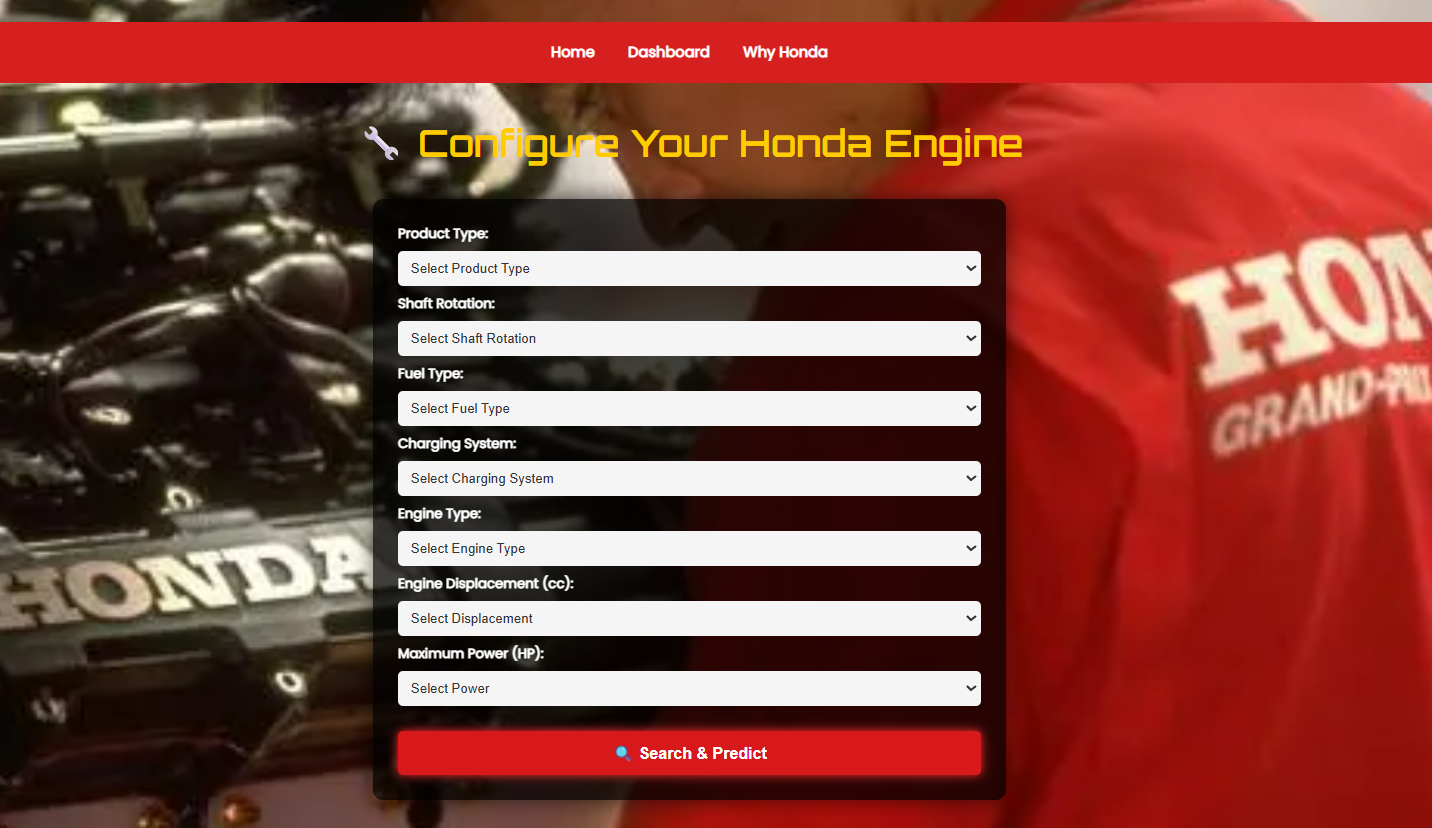 Home Dashboard Why Honda
Configure Your Honda Engine
Product Type:
Select Product Type
Shaft Rotation:
Select Shaft Rotation
Fuel Type:
Select Fuel Type
Charging System:
Select Charging System
Engine Type:
Select Engine Type
Engine Displacement (cc):
Select Displacement
Maximum Power (HP):
Select Power
Search & Predict
HONDA
HON
GRAND-PRI